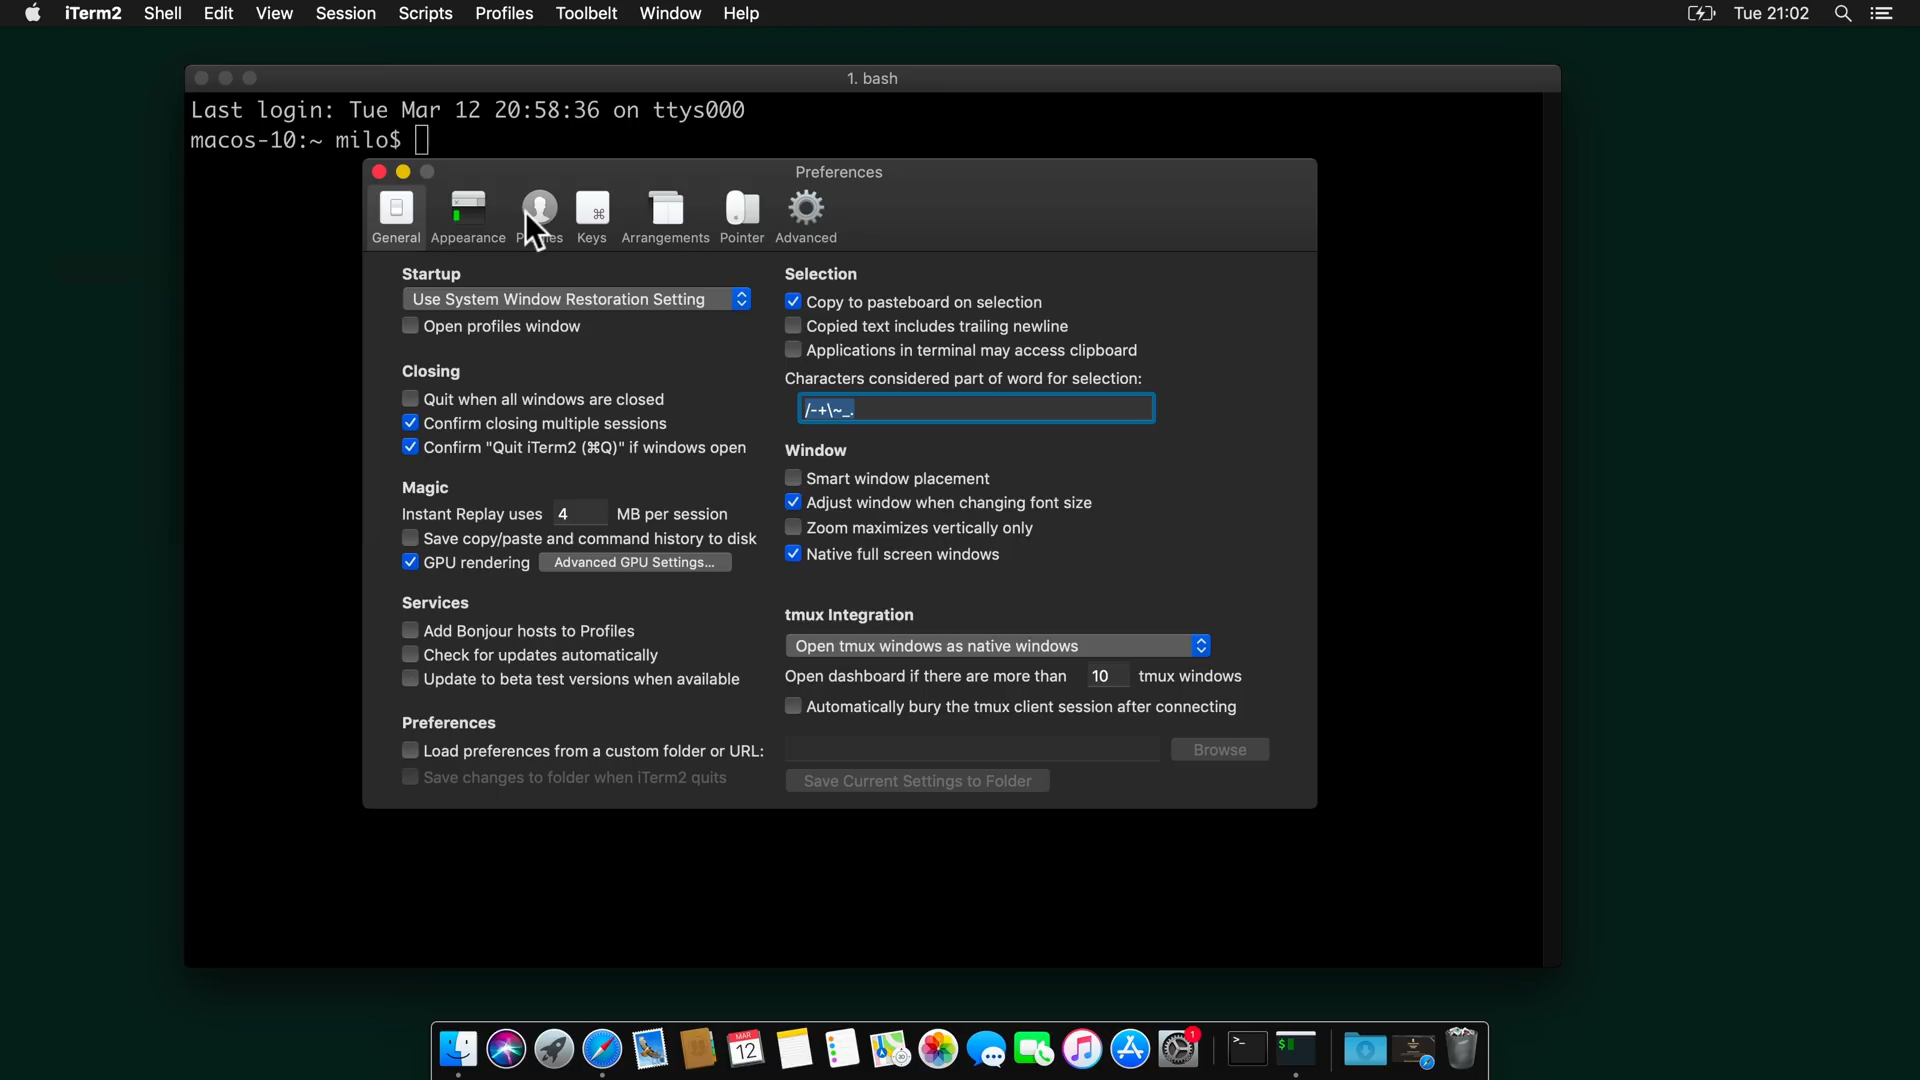 iTerm2 Shell Edit View Session Scripts Profiles Toolbelt Window Help Tue 21:02
1. bash
Last login: Tue Mar 12 20:58:36 on ttys000
macos-10:~ milo$
Preferences
General Appearance Keys Arrangements Pointer Advanced
Startup
Use System Window Restoration Setting
Open profiles window
Closing
Quit when all windows are closed
Confirm closing multiple sessions
Confirm "Quit iTerm2 (⌘Q)" if windows open
Magic
Instant Replay uses 4 MB per session
Save copy/paste and command history to disk
GPU rendering Advanced GPU Settings...
Services
Add Bonjour hosts to Profiles
Check for updates automatically
Update to beta test versions when available
Preferences
Load preferences from a custom folder or URL:
Save changes to folder when iTerm2 quits
Selection
Copy to pasteboard on selection
Copied text includes trailing newline
Applications in terminal may access clipboard
Characters considered part of word for selection:
/-+\~_.
Window
Smart window placement
Adjust window when changing font size
Zoom maximizes vertically only
Native full screen windows
tmux Integration
Open tmux windows as native windows
Open dashboard if there are more than 10 tmux windows
Automatically bury the tmux client session after connecting
Browse
Save Current Settings to Folder
MAR
12
1